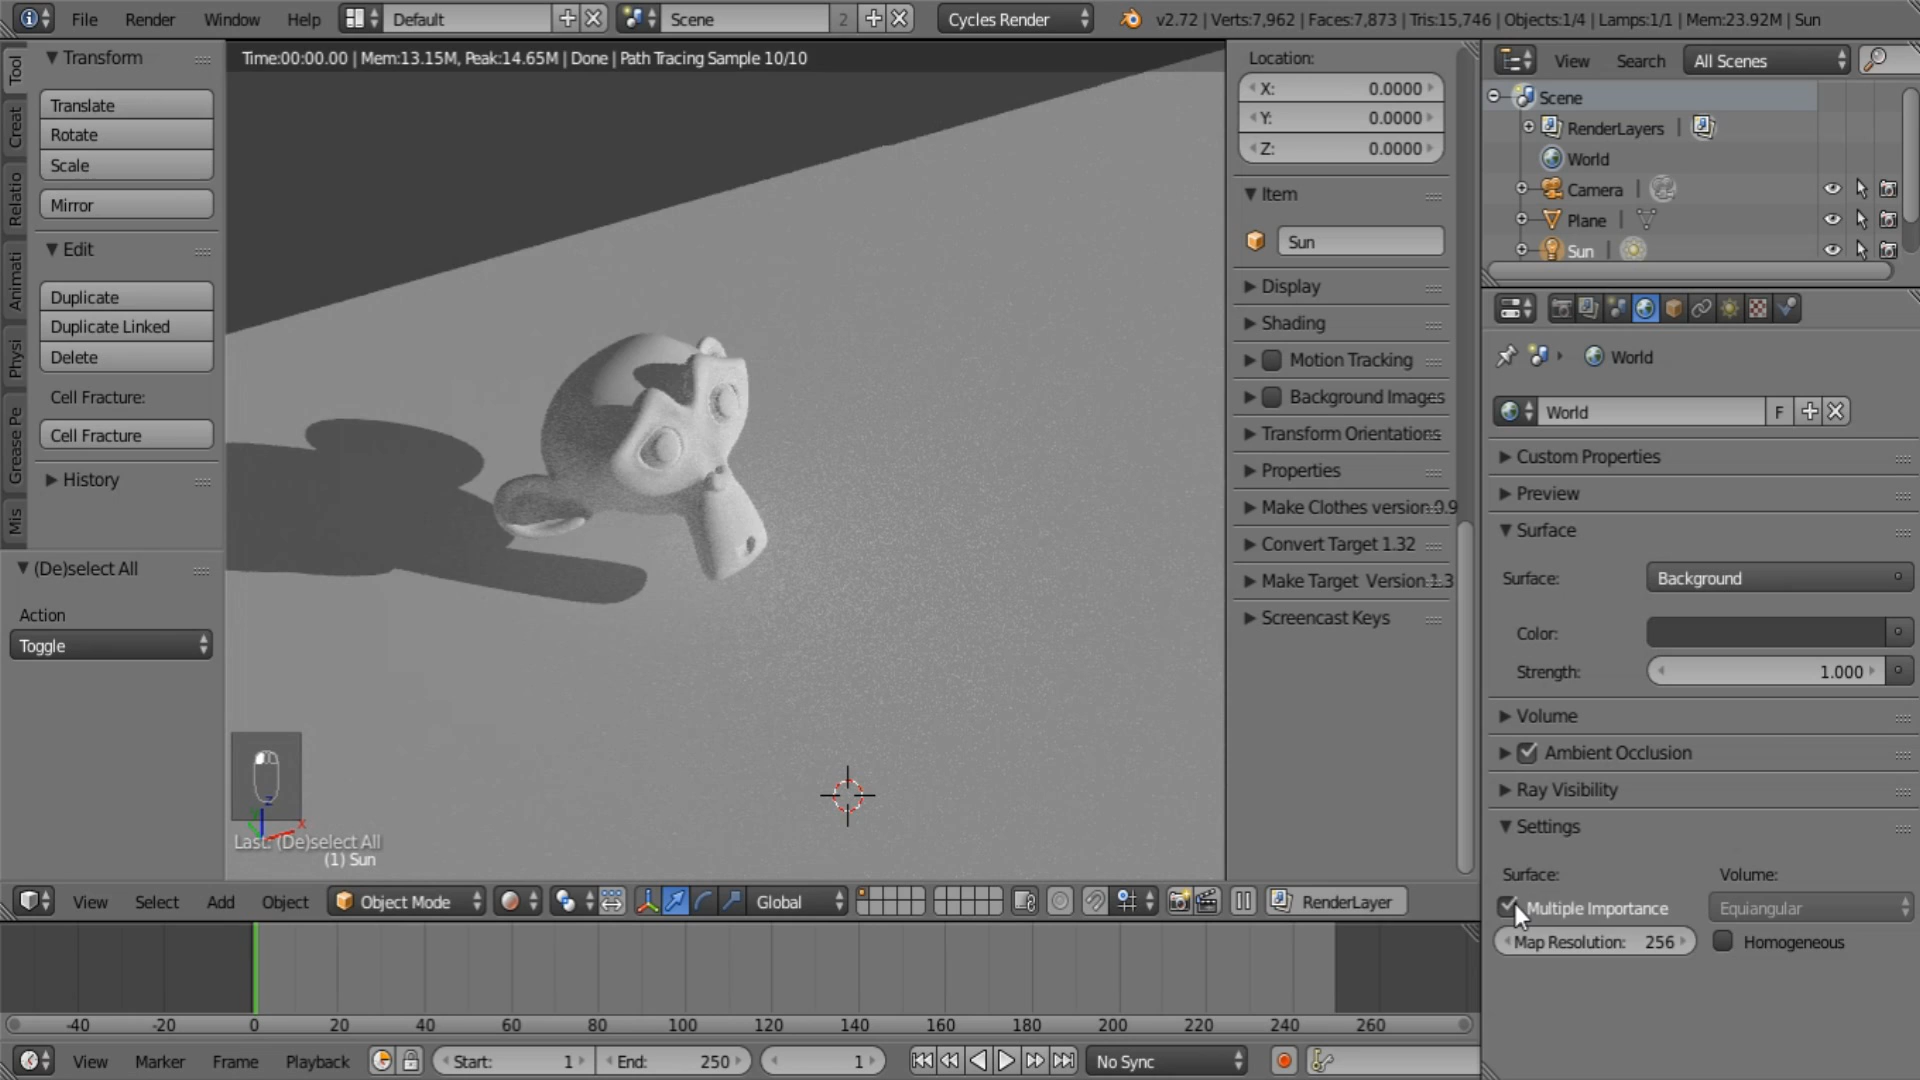 File Render Window Help Default Scene 2 Cycles Render v2.72 | Verts:7,962 | Faces:7,873 | Tris:15,746 | Objects:1/4 | Lamps:1/1 | Mem:23.92M | Sun
Tool
Creat
Relatio
Animati
Physi
Grease Pe
Mis
Transform
Translate
Rotate
Scale
Mirror
Edit
Duplicate
Duplicate Linked
Delete
Cell Fracture:
Cell Fracture
History
(De)select All
Action
Toggle
Time:00:00.00 | Mem:13.15M, Peak:14.65M | Done | Path Tracing Sample 10/10
Last: (De)select All
(1) Sun
Location:
X: 0.0000
Y: 0.0000
Z: 0.0000
Item
Sun
Display
Shading
Motion Tracking
Background Images
Transform Orientations
Properties
Make Clothes version 0.9
Convert Target 1.32
Make Target Version 1.3
Screencast Keys
View Search All Scenes
Scene
RenderLayers
World
Camera
Plane
Sun
World
World F
Custom Properties
Preview
Surface
Surface: Background
Color:
Strength: 1.000
Volume
Ambient Occlusion
Ray Visibility
Settings
Surface: Volume:
Multiple Importance Equiangular
Map Resolution: 256 Homogeneous
View Select Add Object Object Mode Global RenderLayer
-40 -20 0 20 40 60 80 100 120 140 160 180 200 220 240 260
View Marker Frame Playback Start: 1 End: 250 1 No Sync